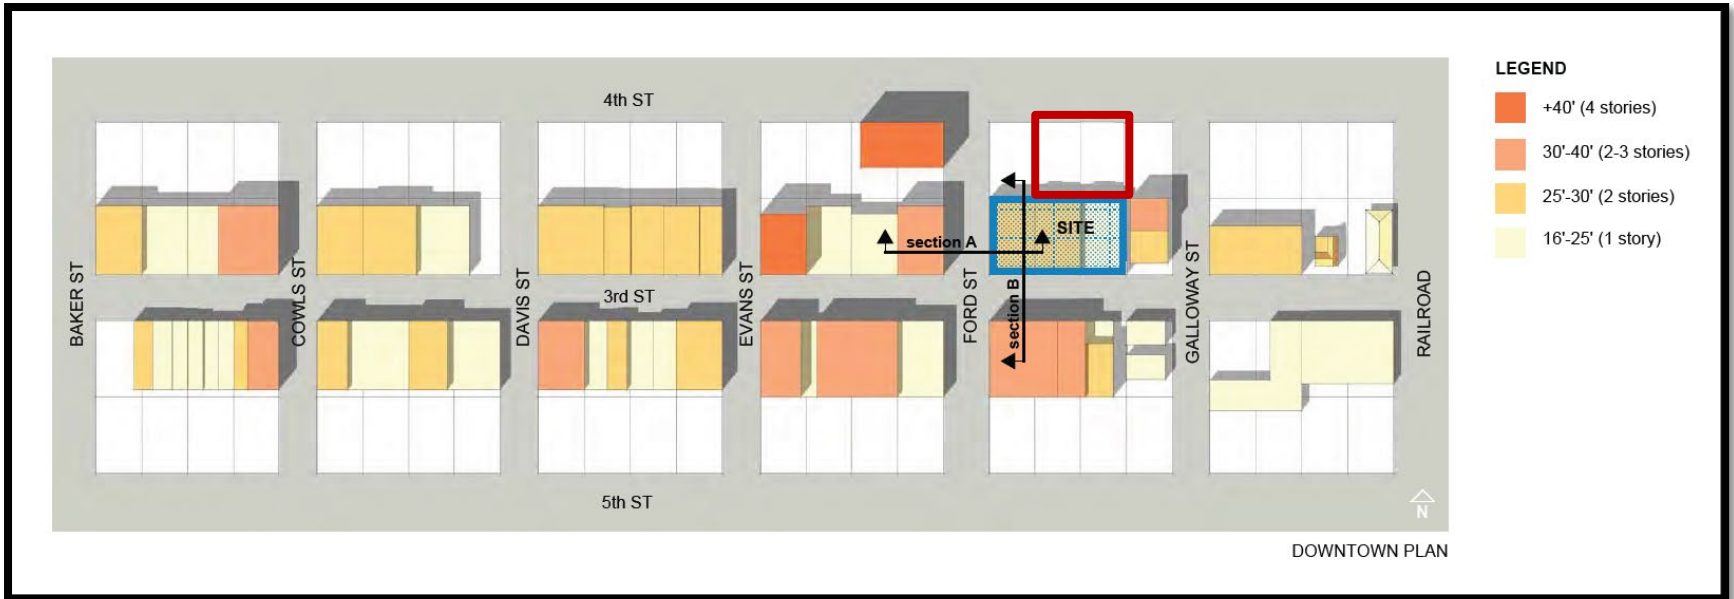 LEGEND
+40' (4 stories)
30'-40' (2-3 stories)
25'-30' (2 stories)
16'-25' (1 story)
4th ST
SITE
section A
section B
3rd ST
BAKER ST
COWLS ST
DAVIS ST
EVANS ST
FORD ST
GALLOWAY ST
RAILROAD
5th ST
N
DOWNTOWN PLAN